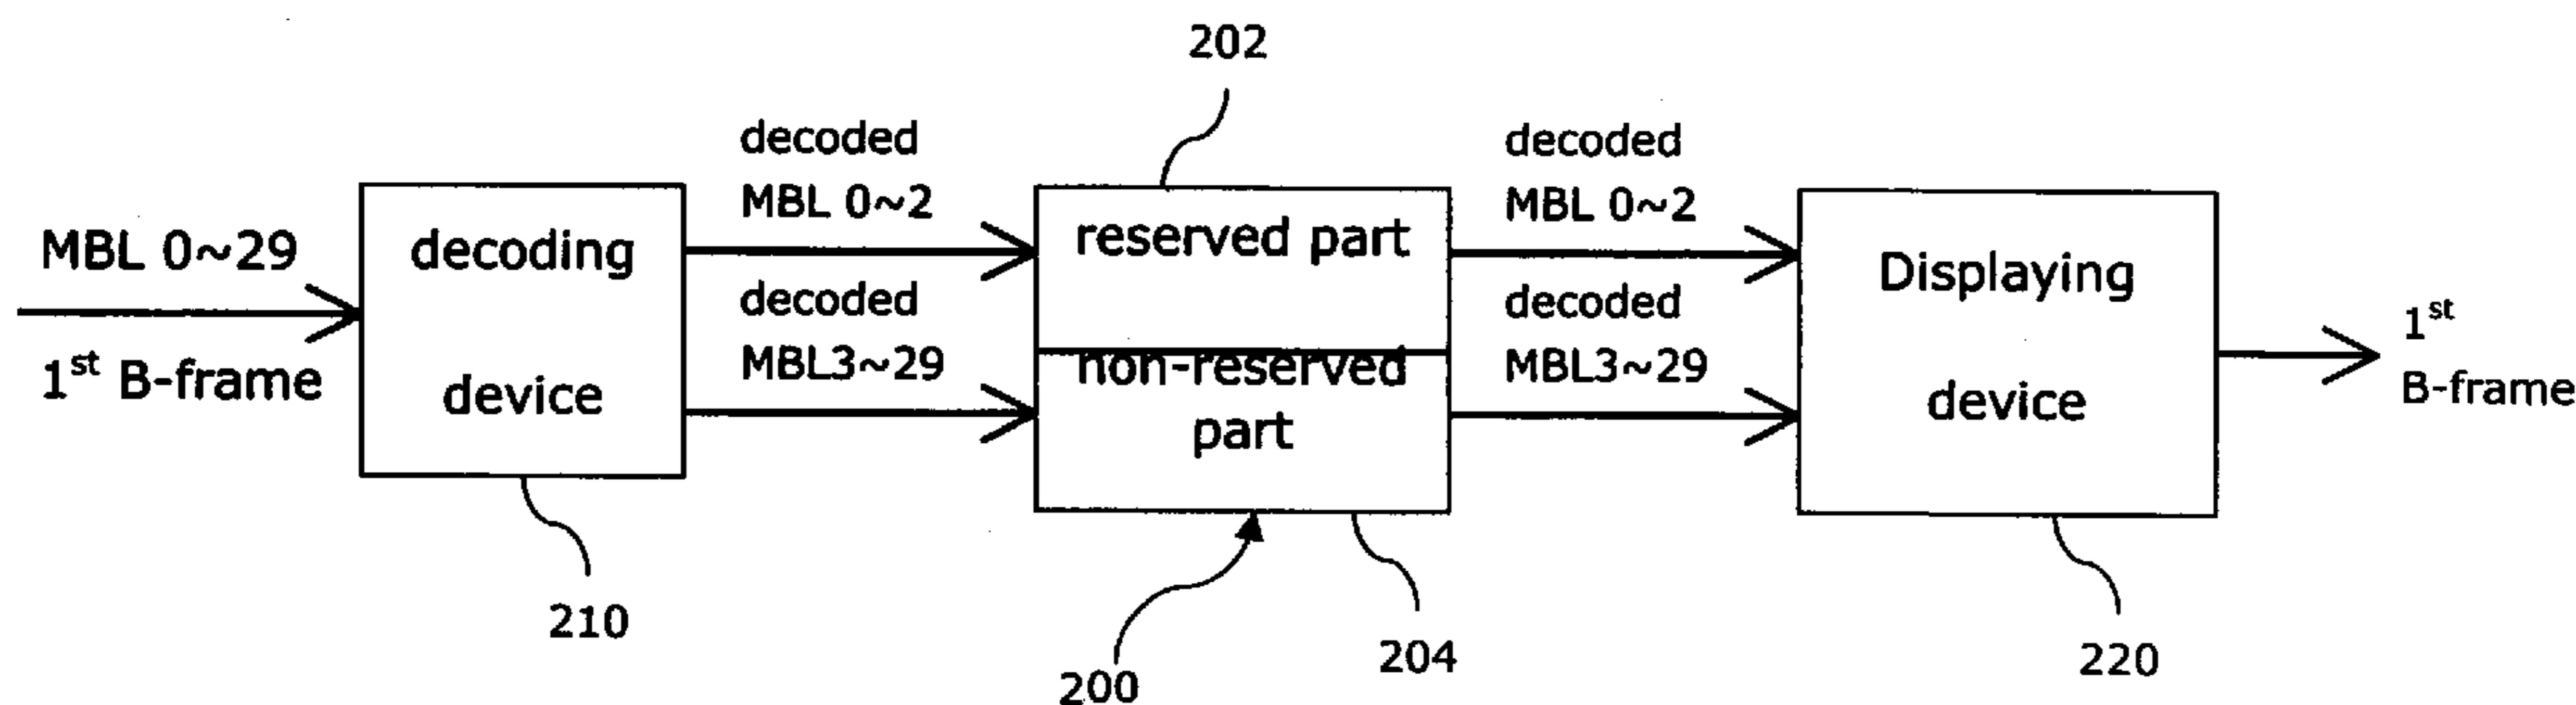 202
decoded
MBL 0~2
decoded
MBL 0~2
MBL 0~29
1st B-frame
decoding
device
reserved part
Displaying
device
decoded
MBL3~29
non-reserved
part
decoded
MBL3~29
1st
B-frame
210
200
204
220